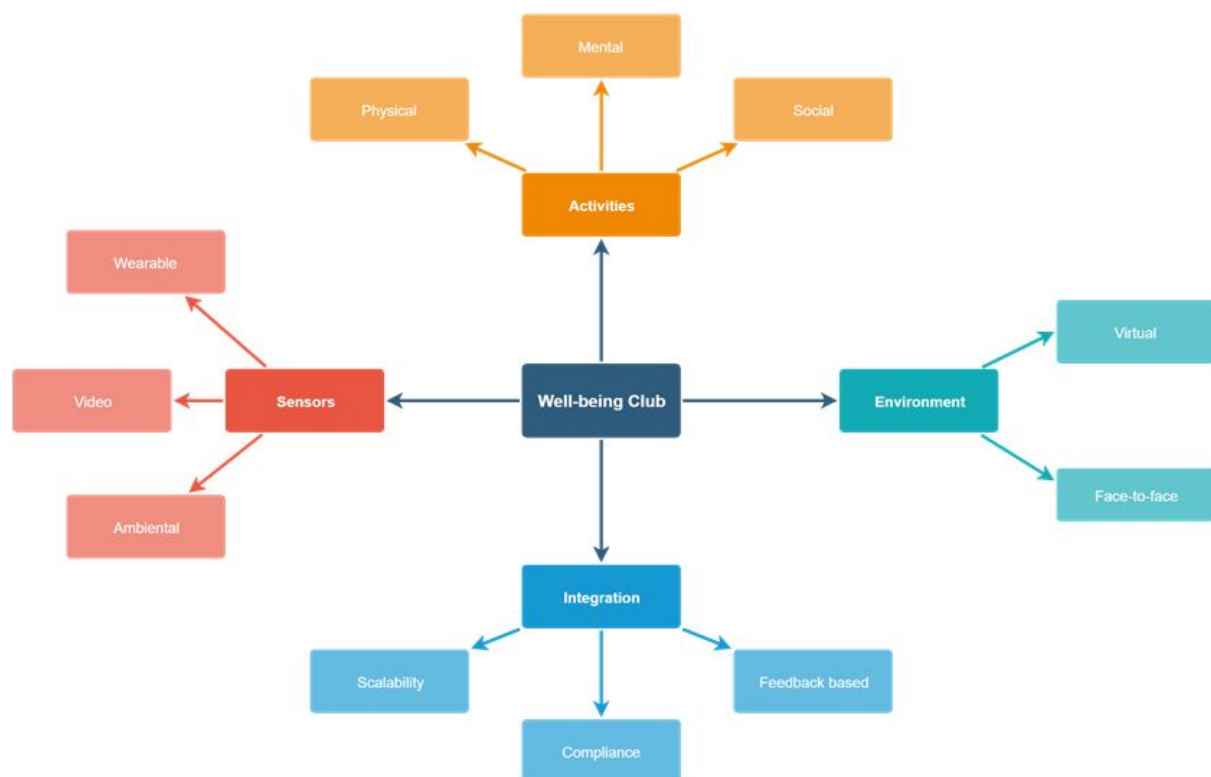 Mental
Physical
Social
Activities
Wearable
Virtual
Video
Sensors
Well-being Club
Environment
Face-to-face
Ambiental
Integration
Scalability
Feedback based
Compliance